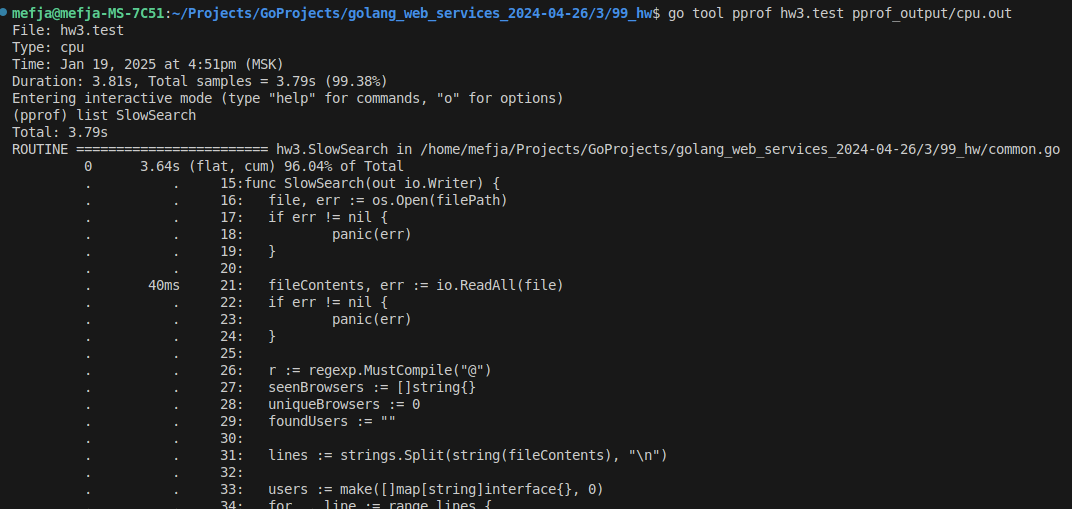 mefja@mefja-MS-7C51:~/Projects/GoProjects/golang_web_services_2024-04-26/3/99_hw$ go tool pprof hw3.test pprof_output/cpu.out
File: hw3.test
Type: cpu
Time: Jan 19, 2025 at 4:51pm (MSK)
Duration: 3.81s, Total samples = 3.79s (99.38%)
Entering interactive mode (type "help" for commands, "o" for options)
(pprof) list SlowSearch
Total: 3.79s
ROUTINE ======================== hw3.SlowSearch in /home/mefja/Projects/GoProjects/golang_web_services_2024-04-26/3/99_hw/common.go
         0      3.64s (flat, cum) 96.04% of Total
         .          .     15:func SlowSearch(out io.Writer) {
         .          .     16:   file, err := os.Open(filePath)
         .          .     17:   if err != nil {
         .          .     18:           panic(err)
         .          .     19:   }
         .          .     20:
         .       40ms     21:   fileContents, err := io.ReadAll(file)
         .          .     22:   if err != nil {
         .          .     23:           panic(err)
         .          .     24:   }
         .          .     25:
         .          .     26:   r := regexp.MustCompile("@")
         .          .     27:   seenBrowsers := []string{}
         .          .     28:   uniqueBrowsers := 0
         .          .     29:   foundUsers := ""
         .          .     30:
         .          .     31:   lines := strings.Split(string(fileContents), "\n")
         .          .     32:
         .          .     33:   users := make([]map[string]interface{}, 0)
         .          .     34:   for _, line := range lines {